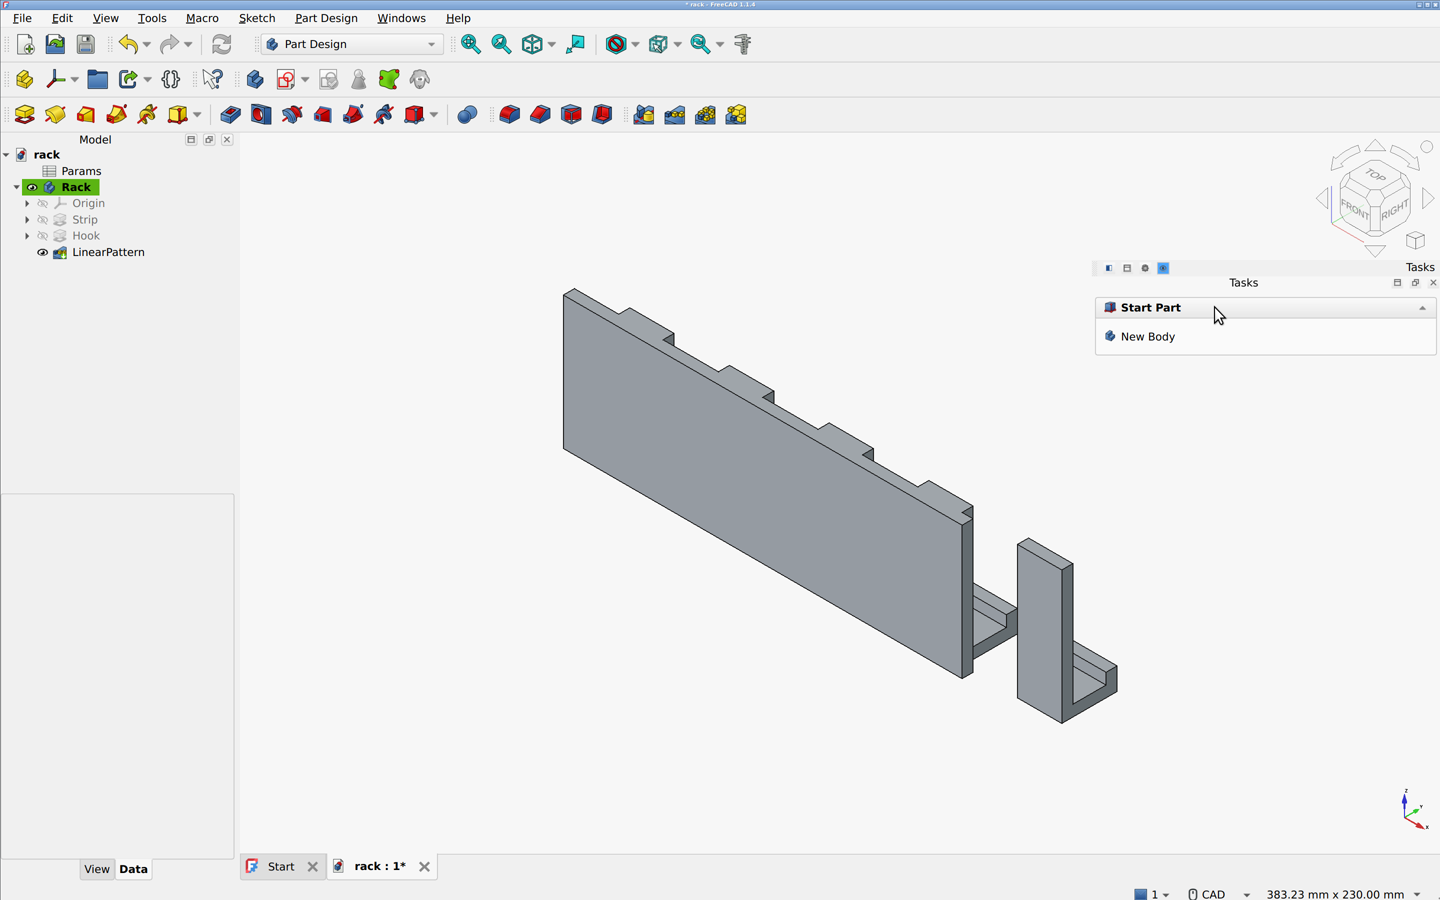 * rack - FreeCAD 1.1.4
File Edit View Tools Macro Sketch Part Design Windows Help
Part Design
Model
rack
Params
Rack
Origin
Strip
Hook
LinearPattern
TOP
FRONT
RIGHT
Tasks
Tasks
Start Part
New Body
Z
Y
X
View Data
Start
rack : 1*
1
CAD
383.23 mm x 230.00 mm